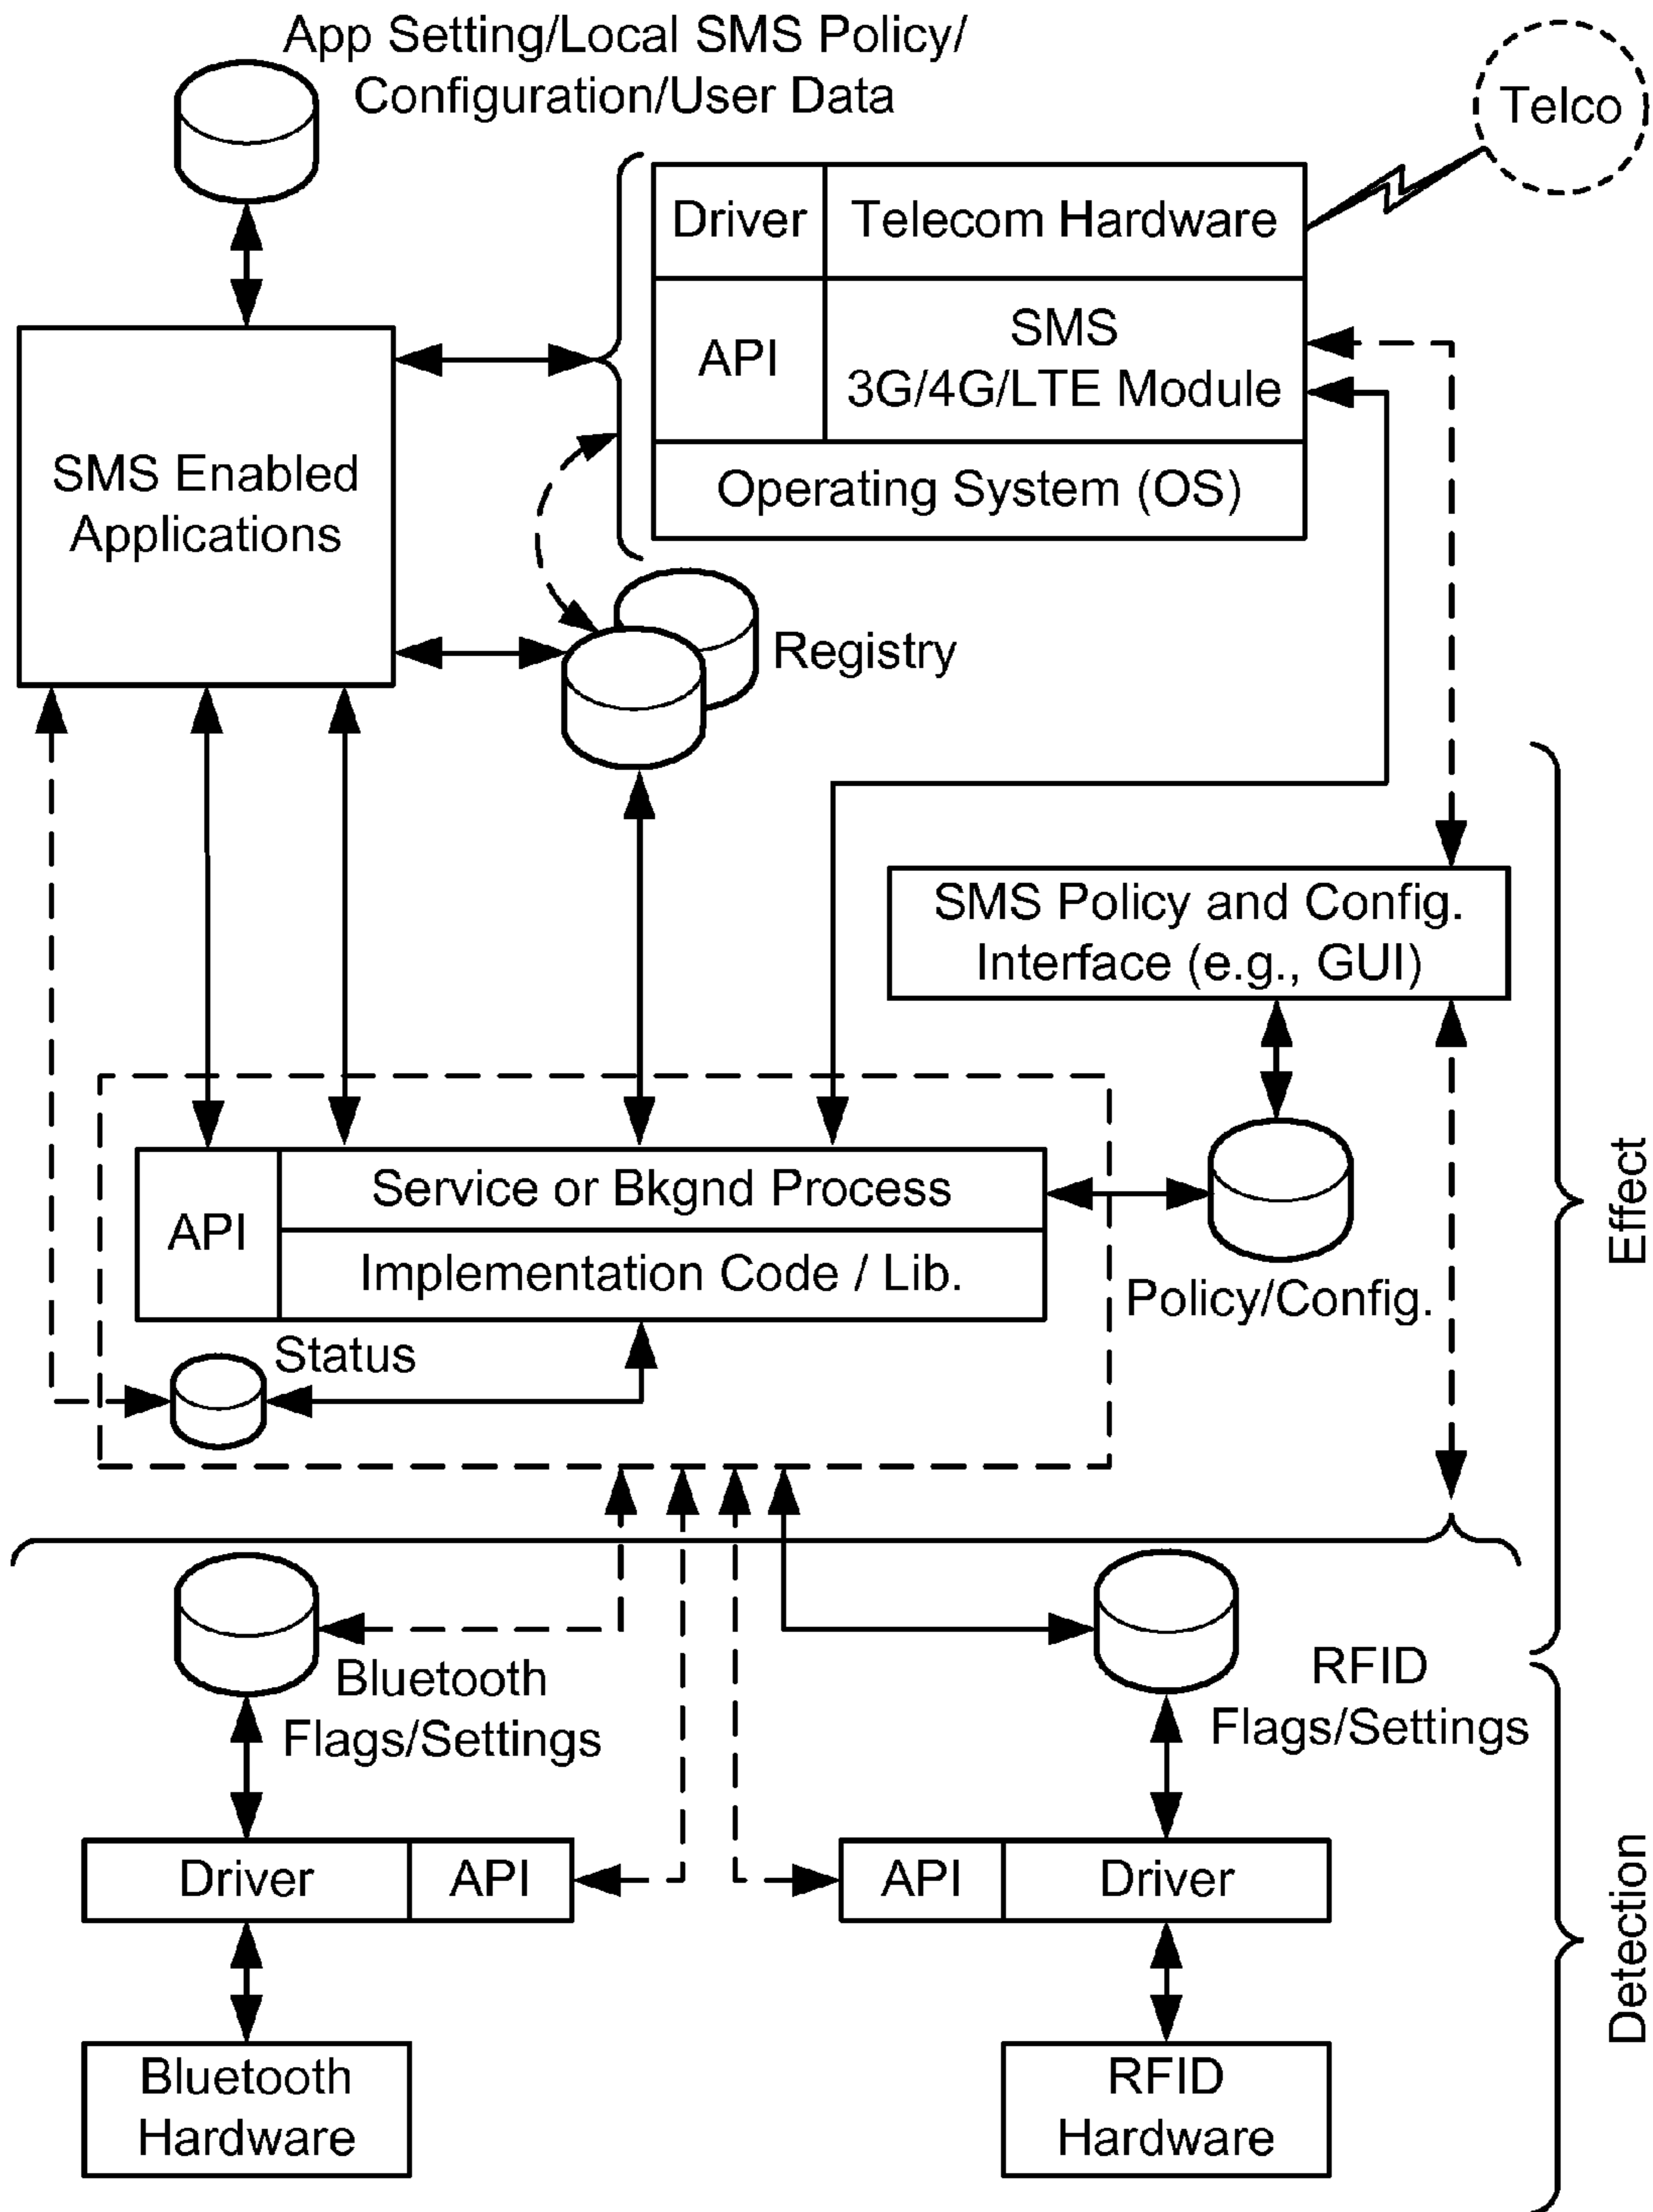 App Setting/Local SMS Policy/
Configuration/User Data
Telco
Driver
Telecom Hardware
API
SMS
3G/4G/LTE Module
Operating System (OS)
SMS Enabled
Applications
Registry
SMS Policy and Config.
Interface (e.g., GUI)
API
Service or Bkgnd Process
Implementation Code / Lib.
Policy/Config.
Status
Effect
Bluetooth
Flags/Settings
RFID
Flags/Settings
Driver
API
API
Driver
Detection
Bluetooth
Hardware
RFID
Hardware